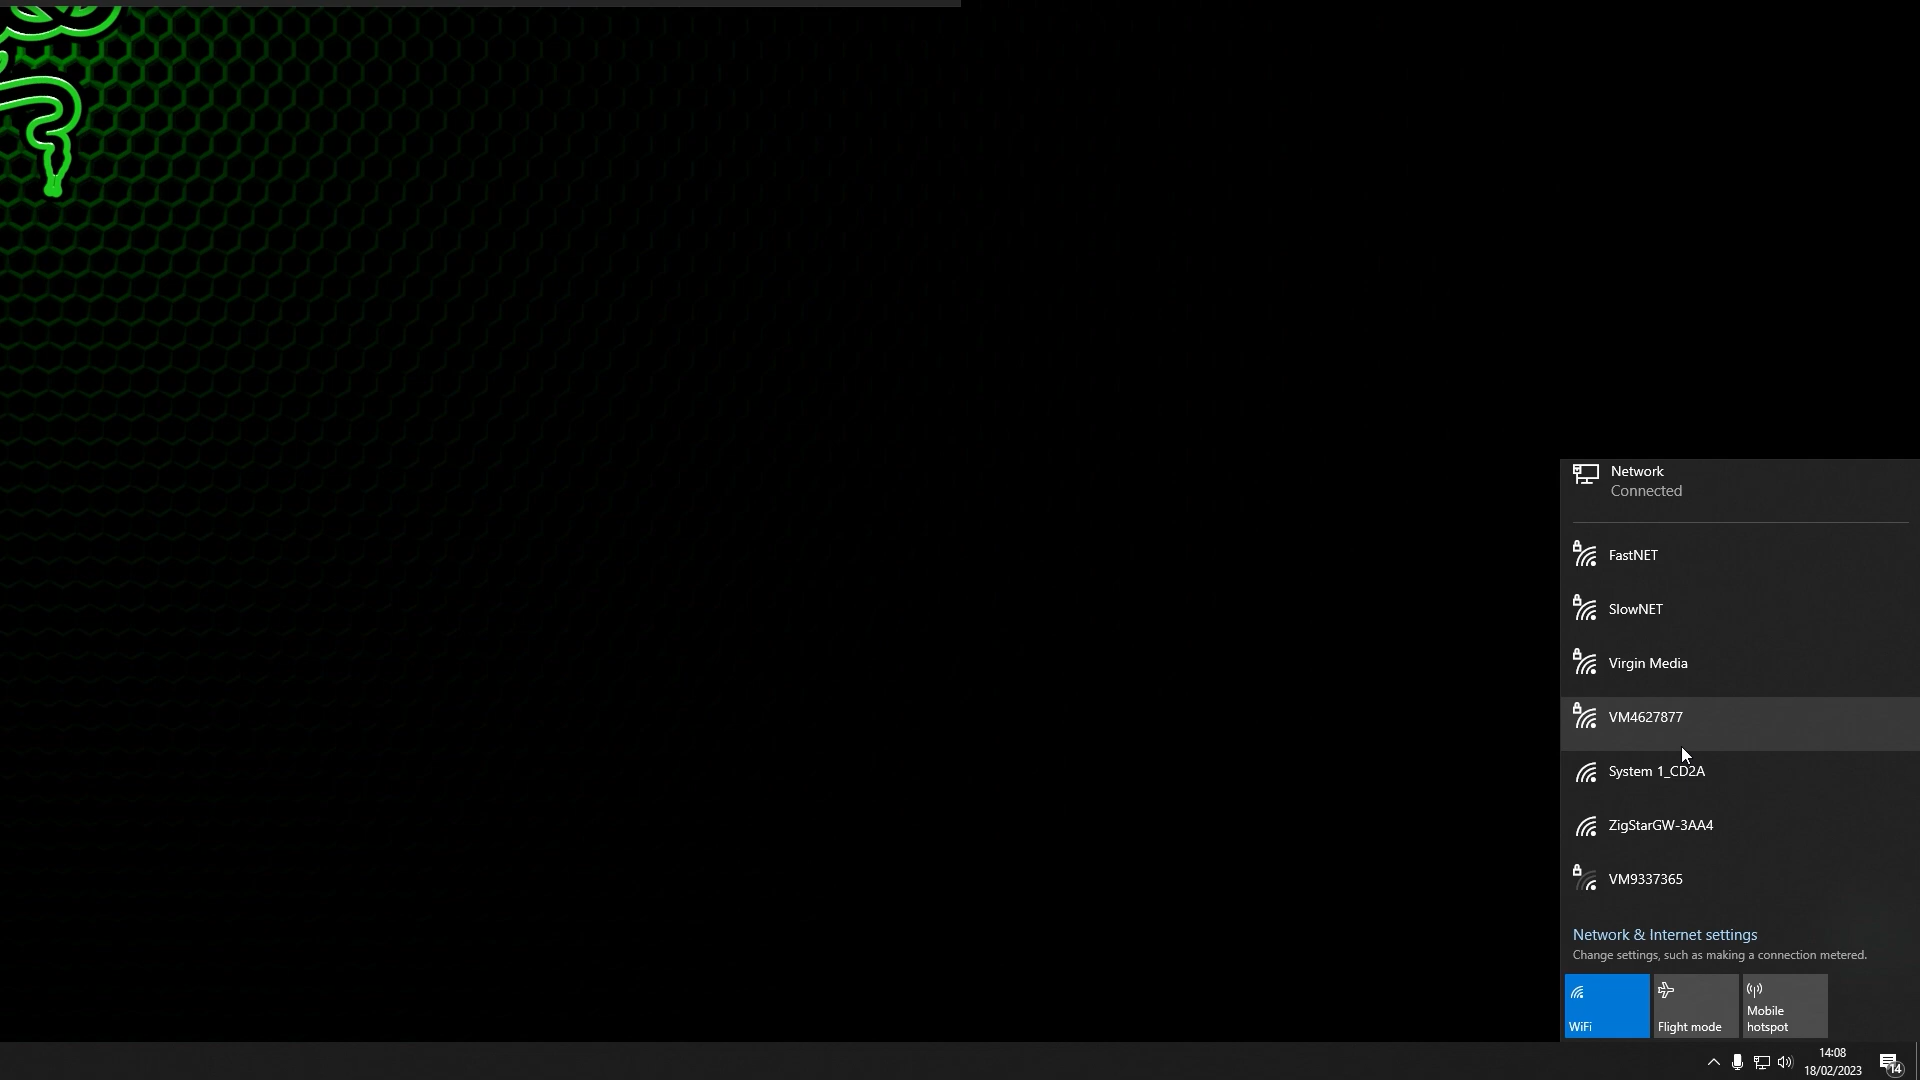 Network
Connected
FastNET
SlowNET
Virgin Media
VM4627877
System 1_CD2A
ZigStarGW-3AA4
VM9337365
Network & Internet settings
Change settings, such as making a connection metered.
WiFi
Flight mode
Mobile
hotspot
14:08
18/02/2023
14